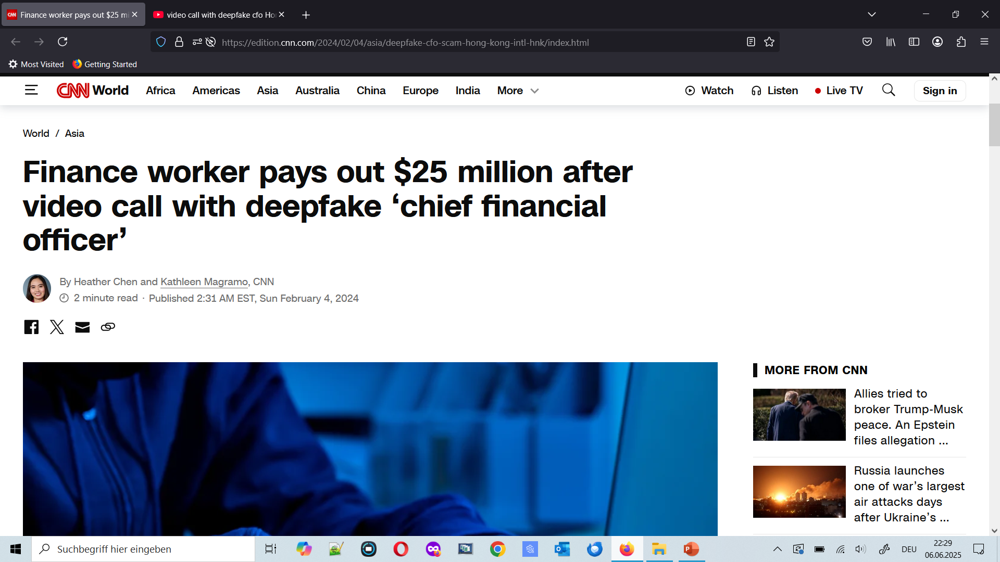 Finance worker pays out $25 mi
video call with deepfake cfo Ho
https://edition.cnn.com/2024/02/04/asia/deepfake-cfo-scam-hong-kong-intl-hnk/index.html
Most Visited
Getting Started
CNN World
Africa
Americas
Asia
Australia
China
Europe
India
More
Watch
Listen
Live TV
Sign in
World / Asia
Finance worker pays out $25 million after
video call with deepfake ‘chief financial
officer’
By Heather Chen and Kathleen Magramo, CNN
2 minute read · Published 2:31 AM EST, Sun February 4, 2024
MORE FROM CNN
Allies tried to
broker Trump-Musk
peace. An Epstein
files allegation ...
Russia launches
one of war’s largest
air attacks days
after Ukraine’s ...
Suchbegriff hier eingeben
DEU
22:29
06.06.2025